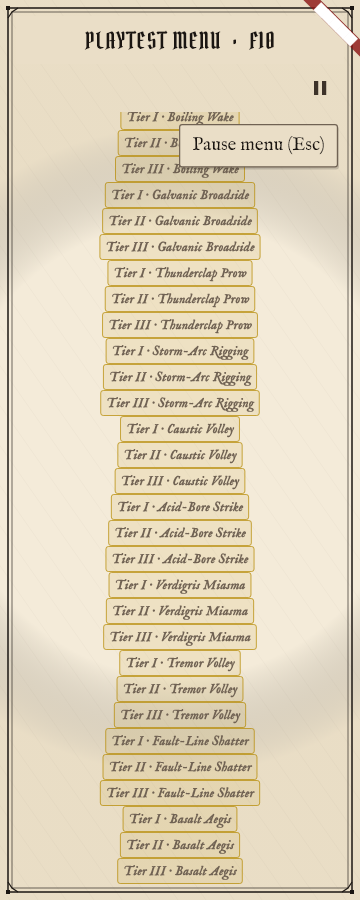 PLAYTEST MENU · F10
Tier I · Boiling Wake
Pause menu (Esc)
Tier II · B
Tier III · Boiling Wake
Tier I · Galvanic Broadside
Tier II · Galvanic Broadside
Tier III · Galvanic Broadside
Tier I · Thunderclap Prow
Tier II · Thunderclap Prow
Tier III · Thunderclap Prow
Tier I · Storm-Arc Rigging
Tier II · Storm-Arc Rigging
Tier III · Storm-Arc Rigging
Tier I · Caustic Volley
Tier II · Caustic Volley
Tier III · Caustic Volley
Tier I · Acid-Bore Strike
Tier II · Acid-Bore Strike
Tier III · Acid-Bore Strike
Tier I · Verdigris Miasma
Tier II · Verdigris Miasma
Tier III · Verdigris Miasma
Tier I · Tremor Volley
Tier II · Tremor Volley
Tier III · Tremor Volley
Tier I · Fault-Line Shatter
Tier II · Fault-Line Shatter
Tier III · Fault-Line Shatter
Tier I · Basalt Aegis
Tier II · Basalt Aegis
Tier III · Basalt Aegis